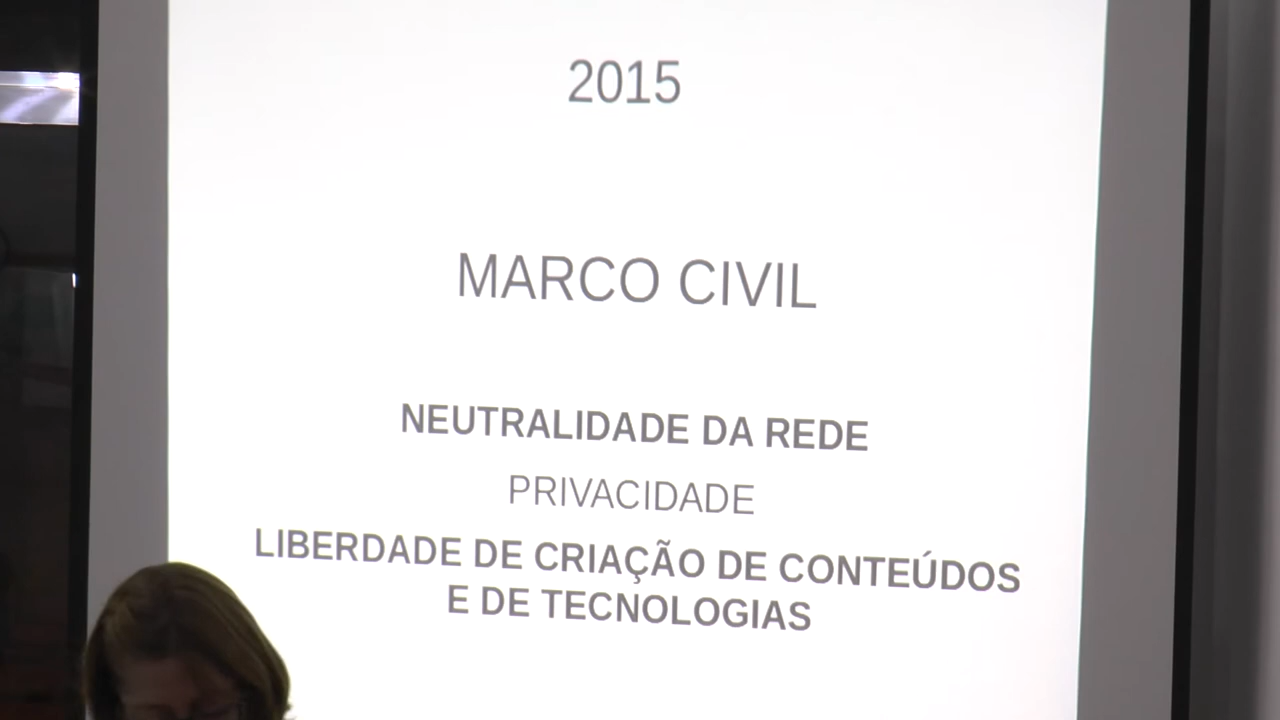 2015
MARCO CIVIL
NEUTRALIDADE DA REDE
PRIVACIDADE
LIBERDADE DE CRIAÇÃO DE CONTEÚDOS
E DE TECNOLOGIAS